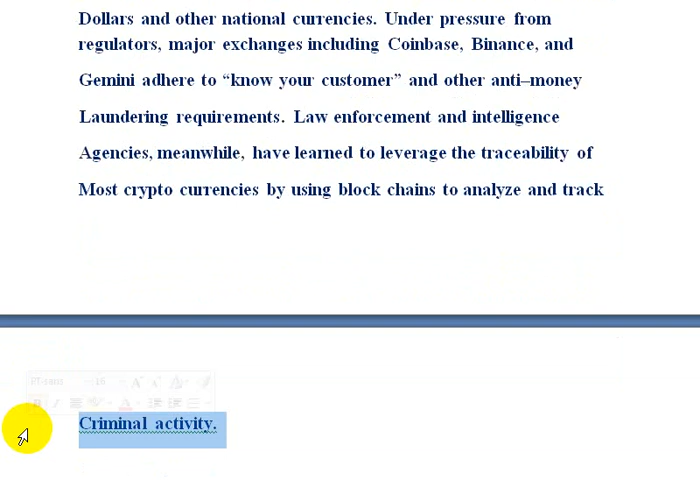 Dollars and other national currencies. Under pressure from
regulators, major exchanges including Coinbase, Binance, and
Gemini adhere to “know your customer” and other anti–money
Laundering requirements. Law enforcement and intelligence
Agencies, meanwhile, have learned to leverage the traceability of
Most crypto currencies by using block chains to analyze and track
Criminal activity.